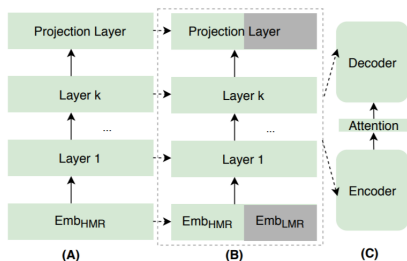 Projection Layer
Layer k
...
Layer 1
EmbHMR
(A)
Projection Layer
Layer k
...
Layer 1
EmbHMR
EmbLMR
(B)
Decoder
Attention
Encoder
(C)